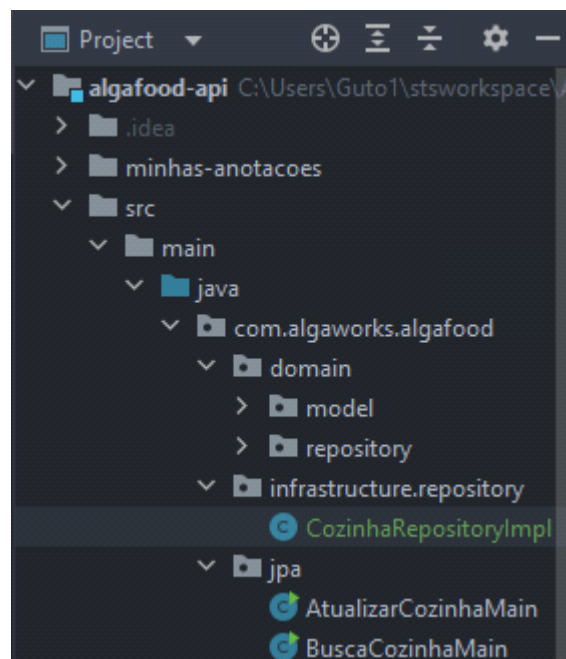 Project
algafood-api C:\Users\Guto1\stsworkspace\
.idea
minhas-anotacoes
src
main
java
com.algaworks.algafood
domain
model
repository
infrastructure.repository
CozinhaRepositoryImpl
jpa
AtualizarCozinhaMain
BuscaCozinhaMain